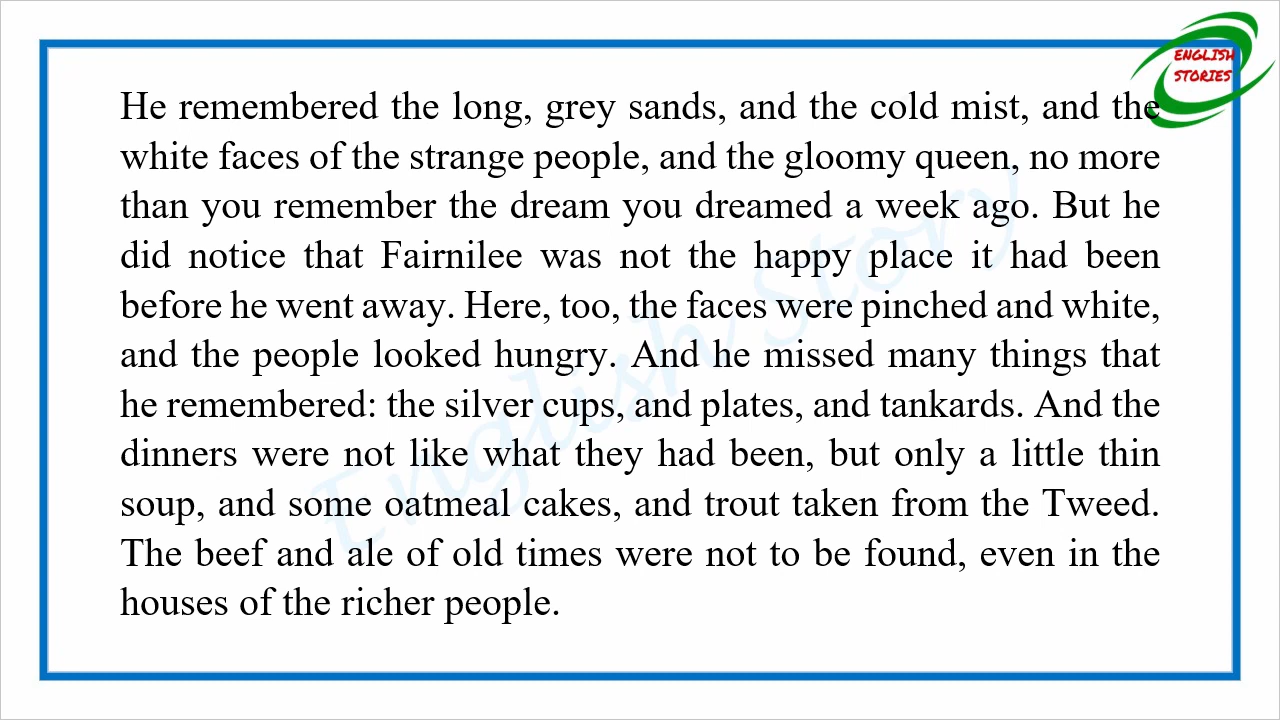 ENGLISH
STORIES
He remembered the long, grey sands, and the cold mist, and the
white faces of the strange people, and the gloomy queen, no more
than you remember the dream you dreamed a week ago. But he
did notice that Fairnilee was not the happy place it had been
before he went away. Here, too, the faces were pinched and white,
and the people looked hungry. And he missed many things that
he remembered: the silver cups, and plates, and tankards. And the
dinners were not like what they had been, but only a little thin
soup, and some oatmeal cakes, and trout taken from the Tweed.
The beef and ale of old times were not to be found, even in the
houses of the richer people.
English Story